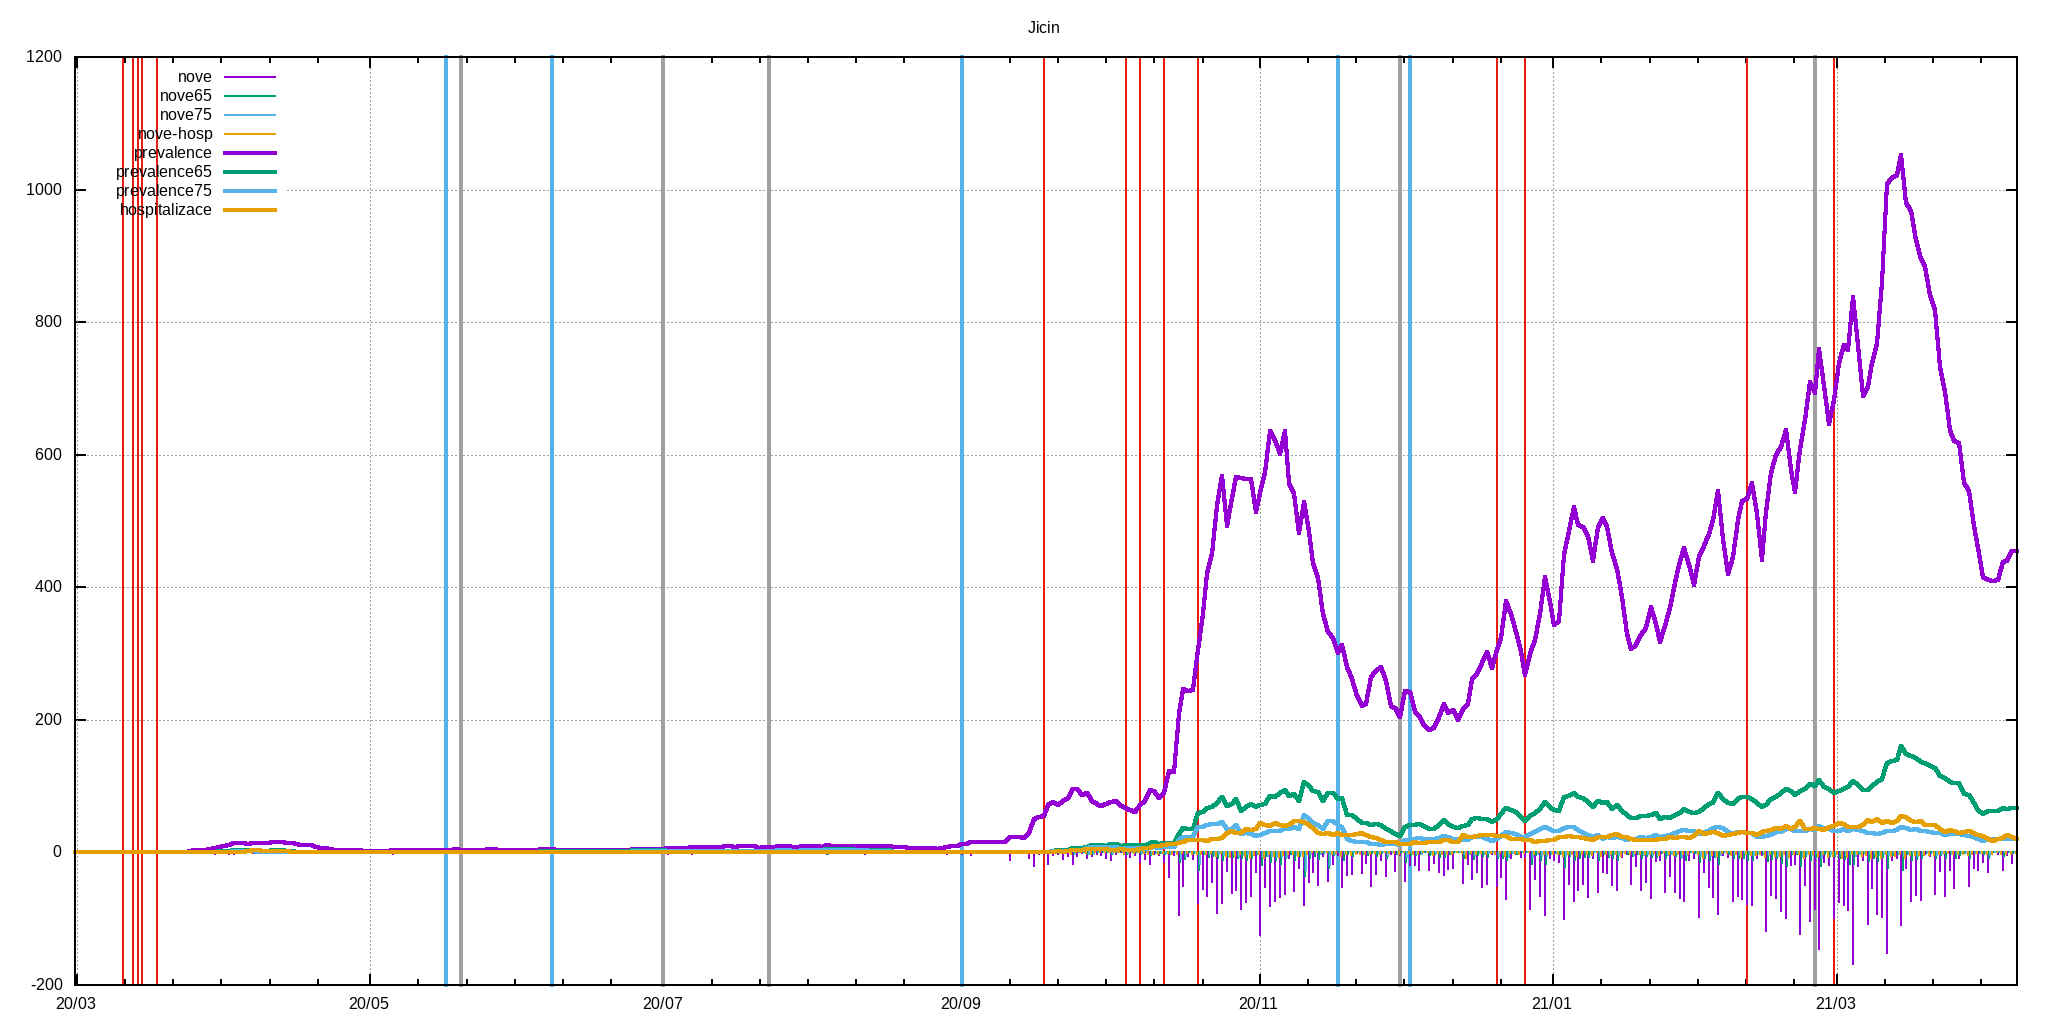 Jicin
1200
nove
nove65
nove75
nove-hosp
prevalence
prevalence65
prevalence75
hospitalizace
1000
800
600
400
200
0
-200
20/03 20/05 20/07 20/09 20/11 21/01 21/03